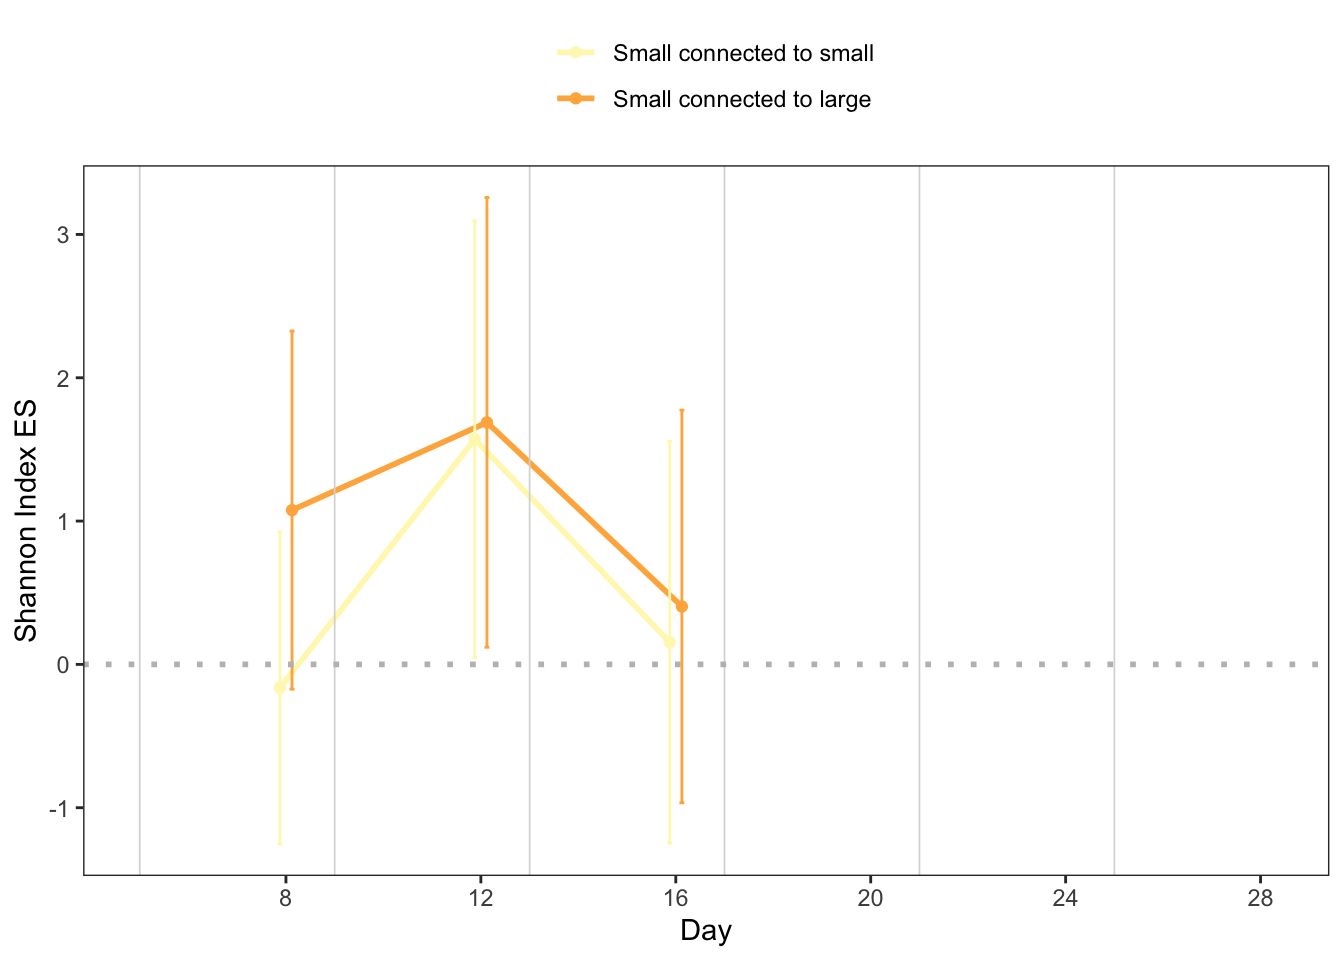 Small connected to small
Small connected to large
3
2
1
0
-1
Shannon Index ES
8 12 16 20 24 28
Day